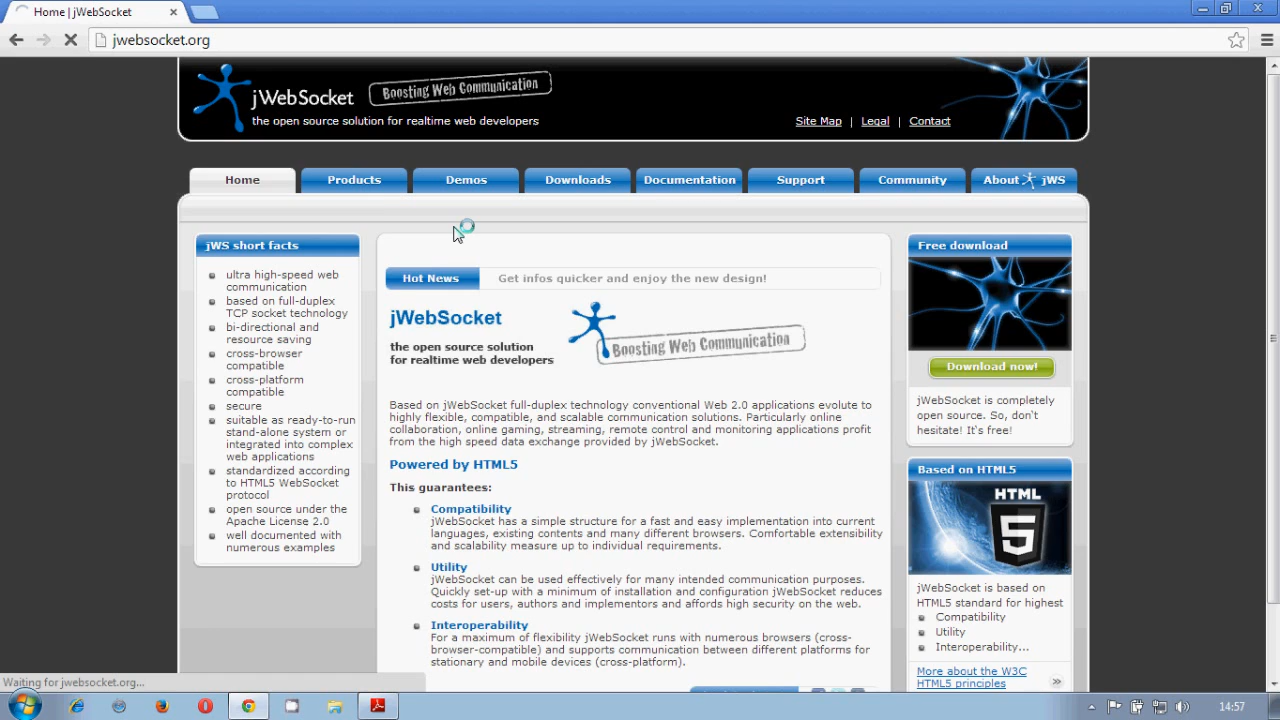 Home | jWebSocket
jwebsocket.org
jWebSocket
Boosting Web Communication
the open source solution for realtime web developers
Site Map | Legal | Contact
Home
Products
Demos
Downloads
Documentation
Support
Community
About jWS
jWS short facts
ultra high-speed web
communication
based on full-duplex
TCP socket technology
bi-directional and
resource saving
cross-browser
compatible
cross-platform
compatible
secure
suitable as ready-to-run
stand-alone system or
integrated into complex
web applications
standardized according
to HTML5 WebSocket
protocol
open source under the
Apache License 2.0
well documented with
numerous examples
Hot News
Get infos quicker and enjoy the new design!
jWebSocket
the open source solution
for realtime web developers
Boosting Web Communication
Based on jWebSocket full-duplex technology conventional Web 2.0 applications evolute to
highly flexible, compatible, and scalable communication solutions. Particularly online
collaboration, online gaming, streaming, remote control and monitoring applications profit
from the high speed data exchange provided by jWebSocket.
Powered by HTML5
This guarantees:
Compatibility
jWebSocket has a simple structure for a fast and easy implementation into current
languages, existing contents and many different browsers. Comfortable extensibility
and scalability measure up to individual requirements.
Utility
jWebSocket can be used effectively for many intended communication purposes.
Quickly set-up with a minimum of installation and configuration jWebSocket reduces
costs for users, authors and implementors and affords high security on the web.
Interoperability
For a maximum of flexibility jWebSocket runs with numerous browsers (cross-
browser-compatible) and supports communication between different platforms for
stationary and mobile devices (cross-platform).
Free download
Download now!
jWebSocket is completely
open source. So, don't
hesitate! It's free!
Based on HTML5
HTML
5
jWebSocket is based on
HTML5 standard for highest
Compatibility
Utility
Interoperability...
More about the W3C
HTML5 principles
Waiting for jwebsocket.org...
14:57